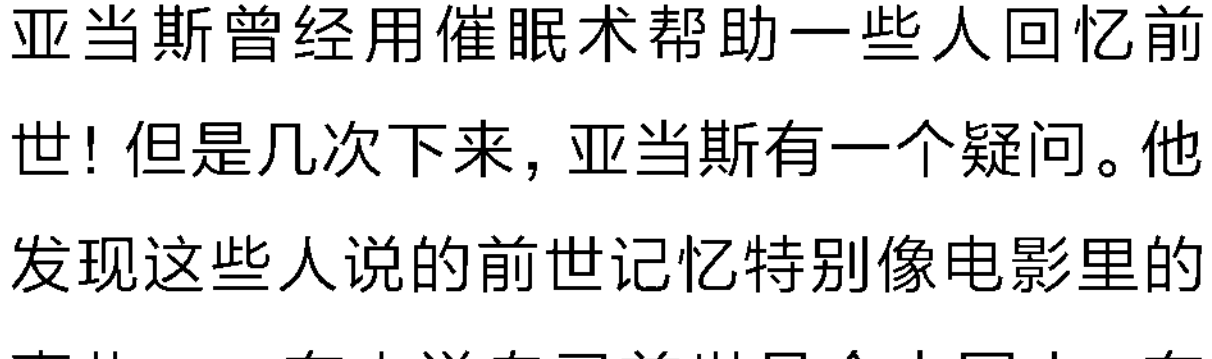 亚当斯曾经用催眠术帮助一些人回忆前
世！但是几次下来，亚当斯有一个疑问。他
发现这些人说的前世记忆特别像电影里的